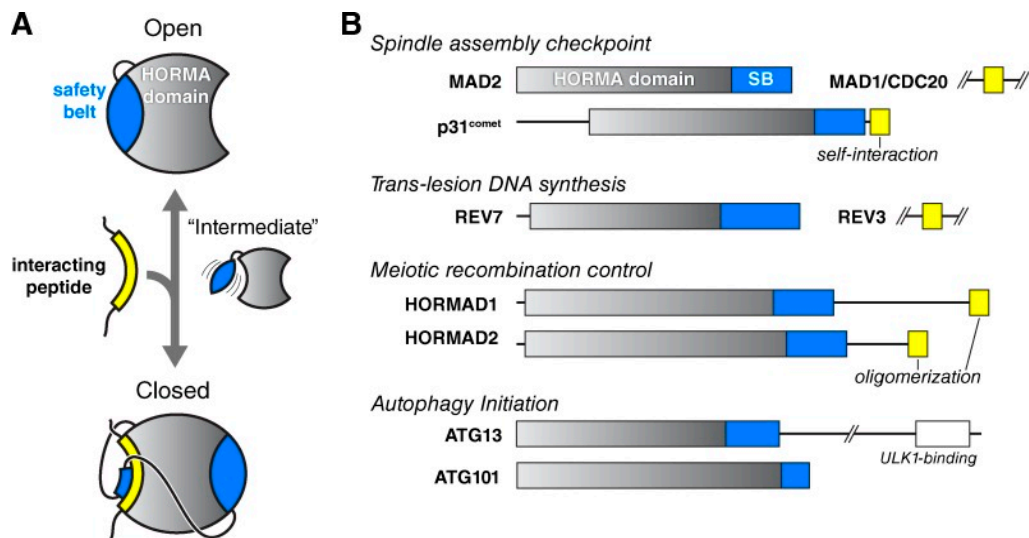 A
Open
HORMA
domain
safety
belt
"Intermediate"
interacting
peptide
Closed
B
Spindle assembly checkpoint
MAD2 HORMA domain SB MAD1/CDC20
p31comet
self-interaction
Trans-lesion DNA synthesis
REV7 REV3
Meiotic recombination control
HORMAD1
HORMAD2
oligomerization
Autophagy Initiation
ATG13
ULK1-binding
ATG101